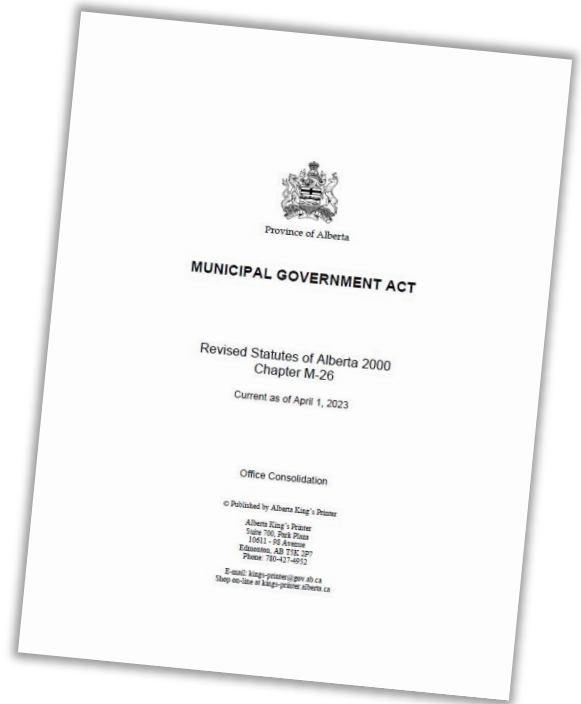 Province of Alberta
MUNICIPAL GOVERNMENT ACT
Revised Statutes of Alberta 2000
Chapter M-26
Current as of April 1, 2023
Office Consolidation
© Published by Alberta King's Printer
Alberta King's Printer
Suite 700, Park Plaza
10611 - 98 Avenue
Edmonton, AB T5K 2P7
Phone: 780-427-4952
E-mail: kings-printer@gov.ab.ca
Shop on-line at kings-printer.alberta.ca